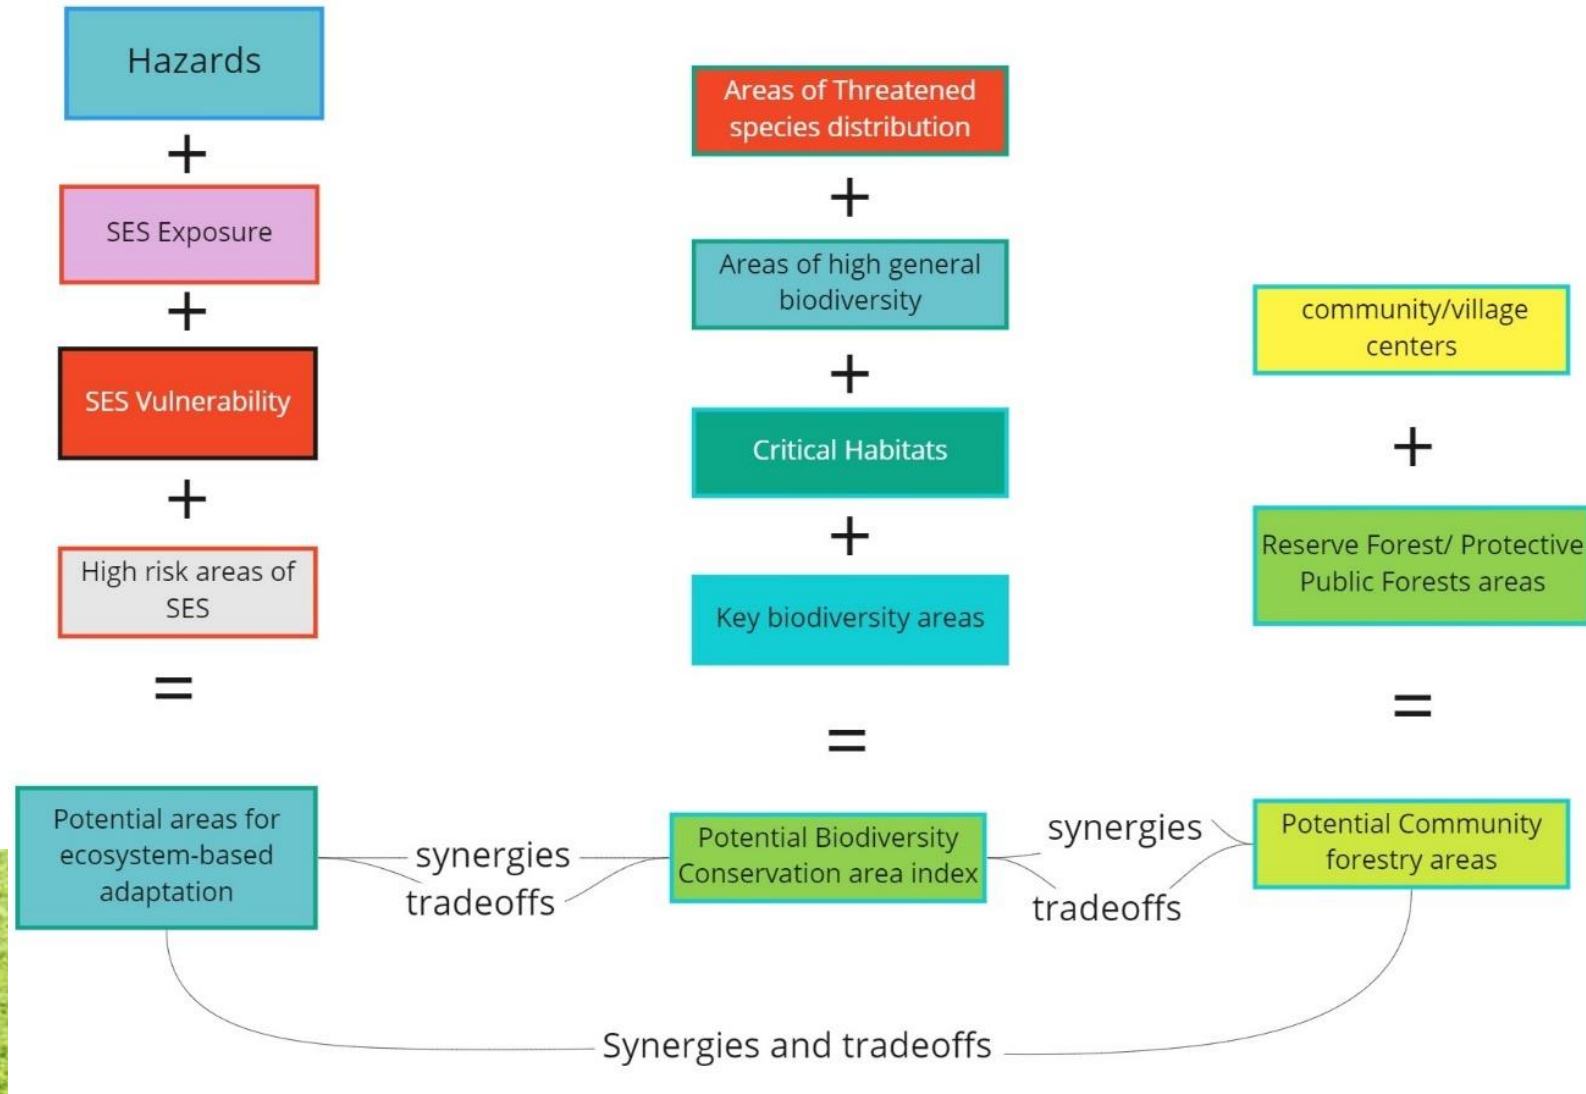 Hazards
+
SES Exposure
+
SES Vulnerability
+
High risk areas of
SES
=
Potential areas for
ecosystem-based
adaptation
Areas of Threatened
species distribution
+
Areas of high general
biodiversity
+
Critical Habitats
+
Key biodiversity areas
=
Potential Biodiversity
Conservation area index
community/village
centers
+
Reserve Forest/ Protective
Public Forests areas
=
Potential Community
forestry areas
synergies
tradeoffs
synergies
tradeoffs
Synergies and tradeoffs